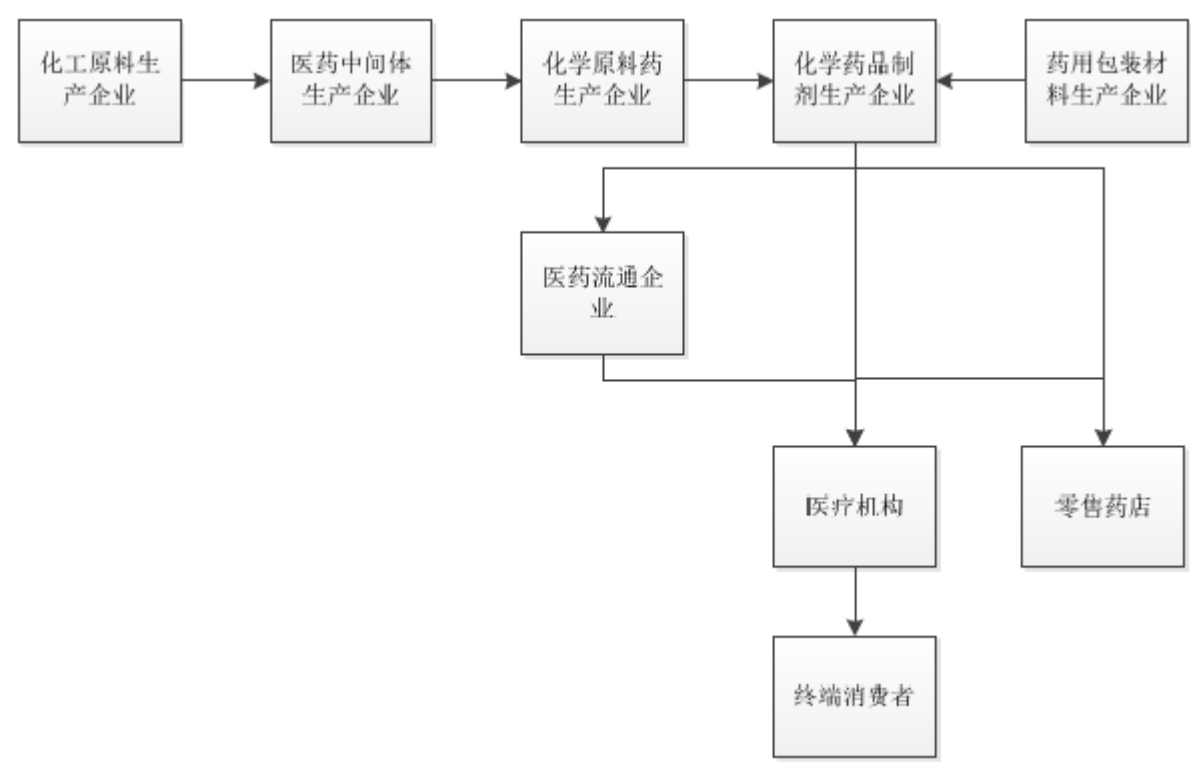 化工原料生
产企业
医药中间体
生产企业
化学原料药
生产企业
化学药品制
剂生产企业
药用包装材
料生产企业
医药流通企
业
医疗机构
零售药店
终端消费者